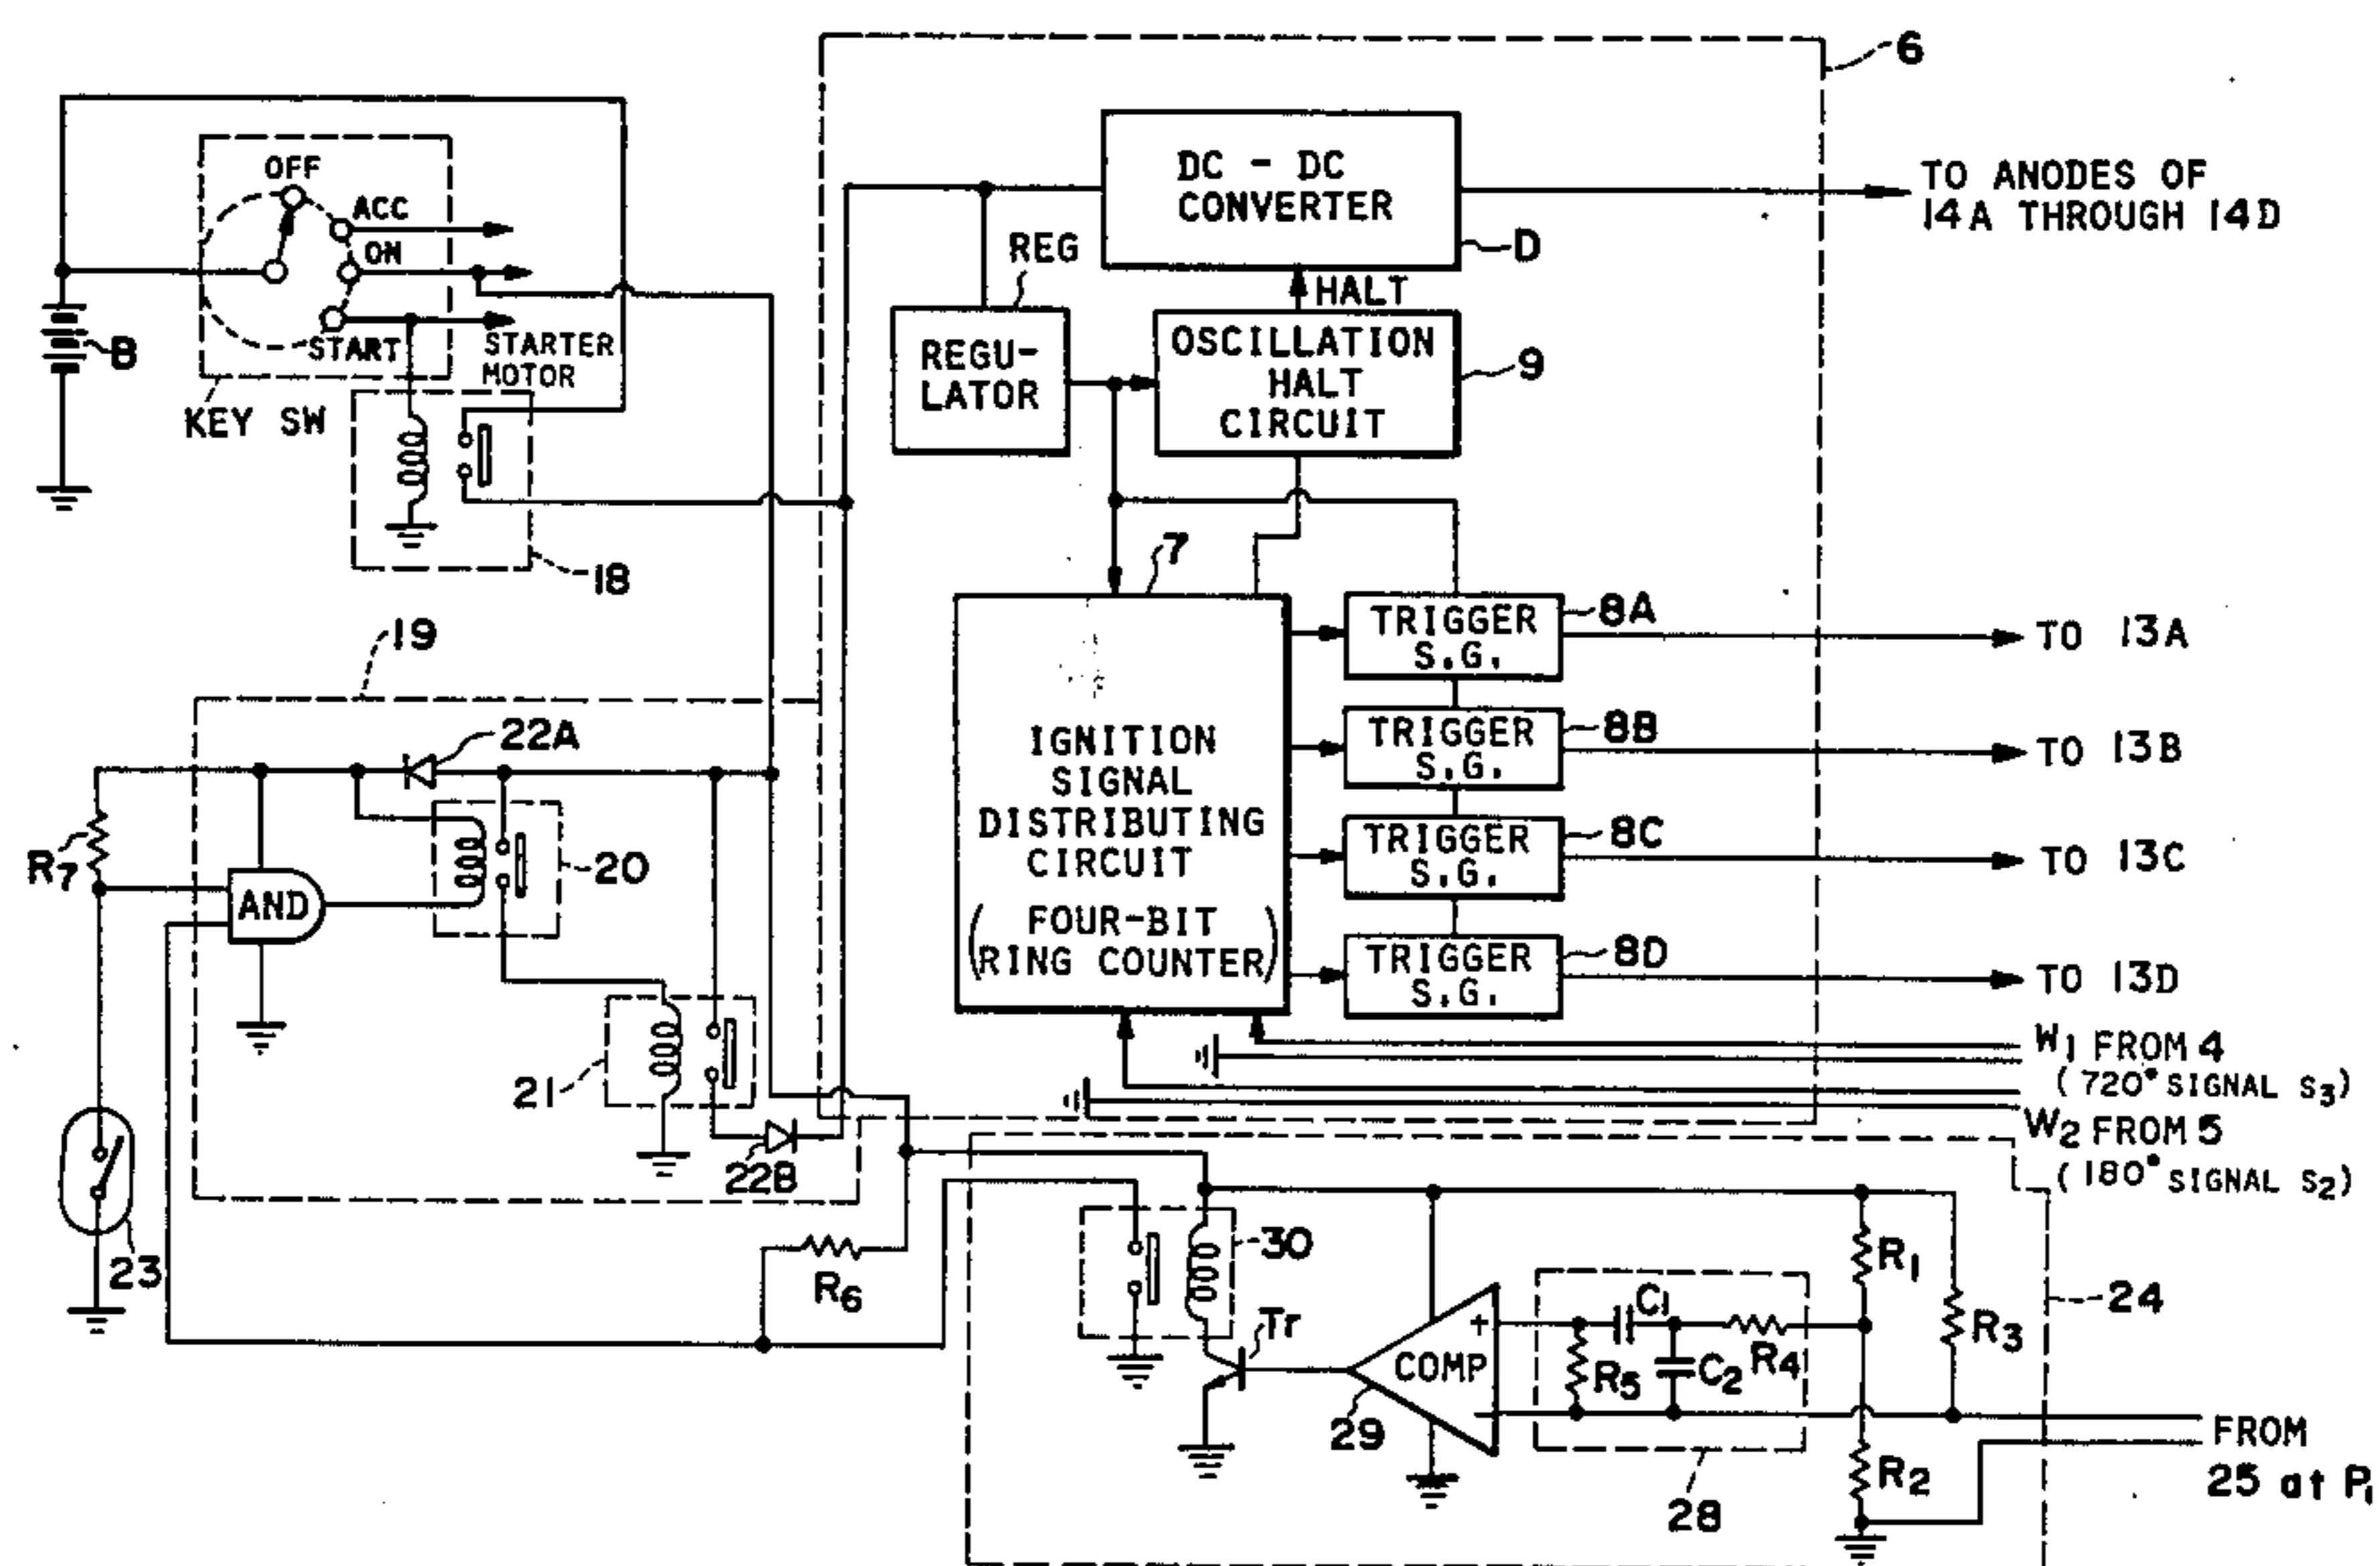 6
OFF
ACC
ON
START
STARTER
MOTOR
B
KEY SW
18
DC - DC
CONVERTER
D
TO ANODES OF
14A THROUGH 14D
REG
REGU-
LATOR
HALT
OSCILLATION
HALT
CIRCUIT
9
7
IGNITION
SIGNAL
DISTRIBUTING
CIRCUIT
(FOUR-BIT
RING COUNTER)
TRIGGER
S.G.
8A
TO 13A
TRIGGER
S.G.
8B
TO 13B
TRIGGER
S.G.
8C
TO 13C
TRIGGER
S.G.
8D
TO 13D
W1 FROM 4
(720° SIGNAL S3)
W2 FROM 5
(180° SIGNAL S2)
19
22A
R7
AND
20
21
22B
23
R6
30
Tr
COMP
+
−
29
C1
R5
C2
R4
28
R1
R2
R3
24
FROM
25 at P1